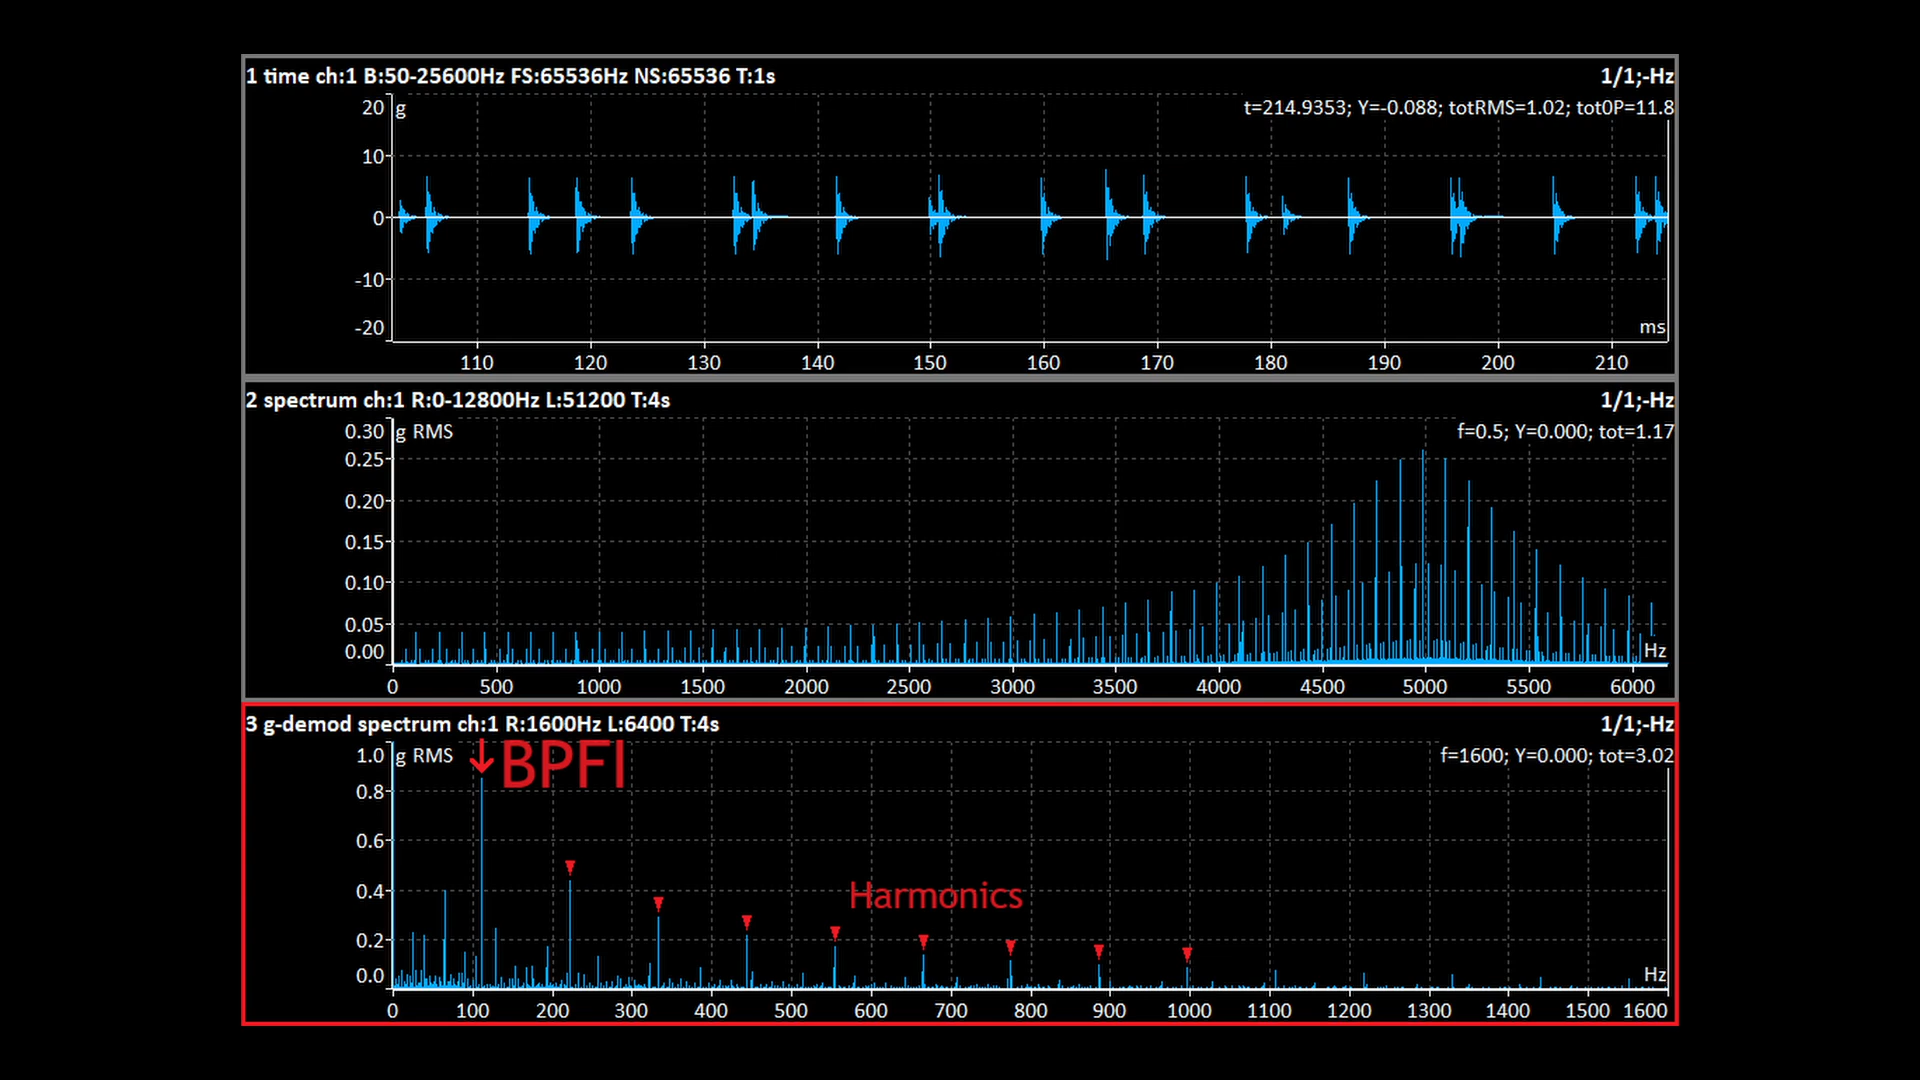 1 time ch:1 B:50-25600Hz FS:65536Hz NS:65536 T:1s 1/1;-Hz
20 g t=214.9353; Y=-0.088; totRMS=1.02; tot0P=11.8
10
0
-10
-20 ms
110 120 130 140 150 160 170 180 190 200 210
2 spectrum ch:1 R:0-12800Hz L:51200 T:4s 1/1;-Hz
0.30 g RMS f=0.5; Y=0.000; tot=1.17
0.25
0.20
0.15
0.10
0.05
0.00 Hz
0 500 1000 1500 2000 2500 3000 3500 4000 4500 5000 5500 6000
3 g-demod spectrum ch:1 R:1600Hz L:6400 T:4s 1/1;-Hz
1.0 g RMS ↓BPFI f=1600; Y=0.000; tot=3.02
0.8
0.6
0.4 Harmonics
0.2
0.0 Hz
0 100 200 300 400 500 600 700 800 900 1000 1100 1200 1300 1400 1500 1600